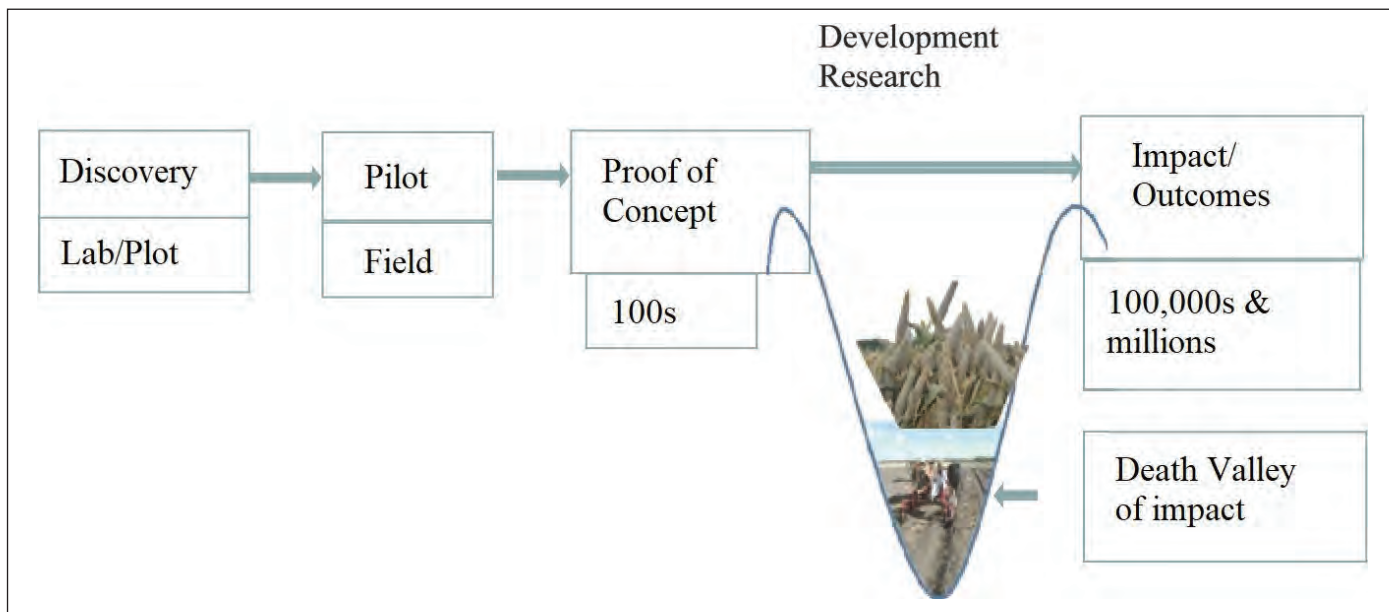 Development
Research
Discovery
Lab/Plot
Pilot
Field
Proof of
Concept
100s
Impact/
Outcomes
100,000s &
millions
Death Valley
of impact